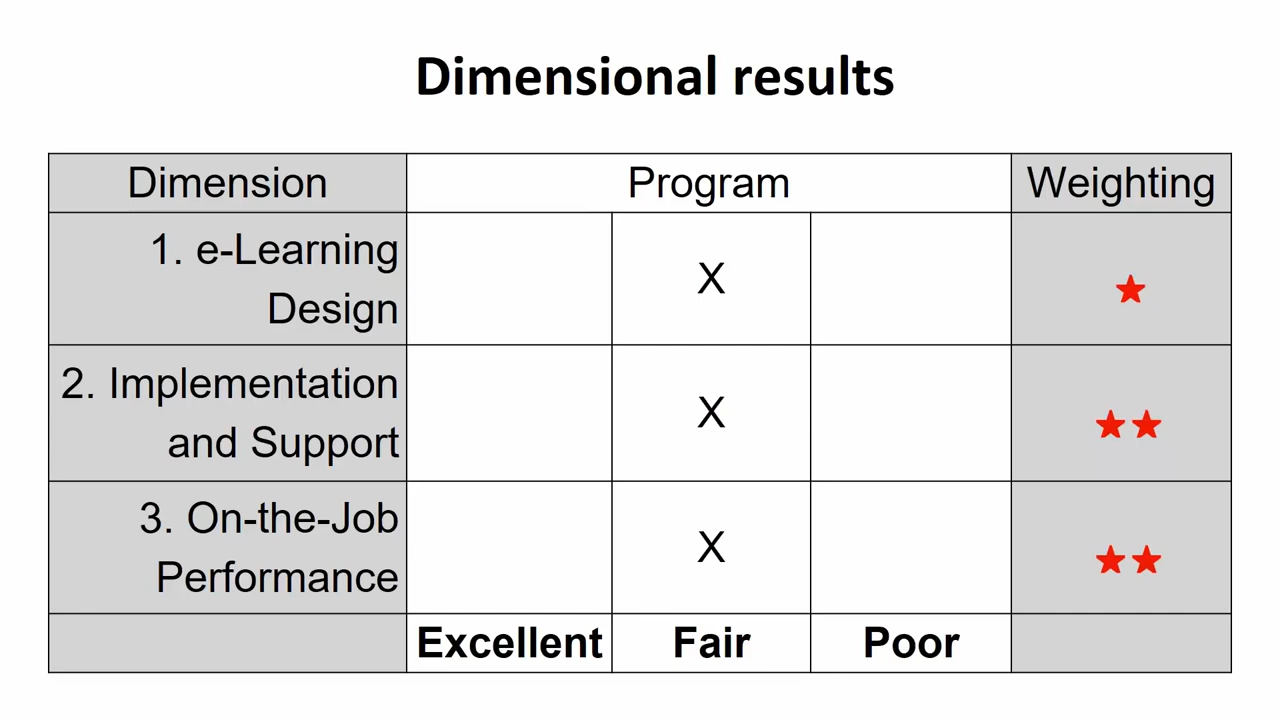 Dimensional results
Dimension Program Weighting
1. e-Learning
Design
X
2. Implementation
and Support
X
3. On-the-Job
Performance
X
Excellent Fair Poor